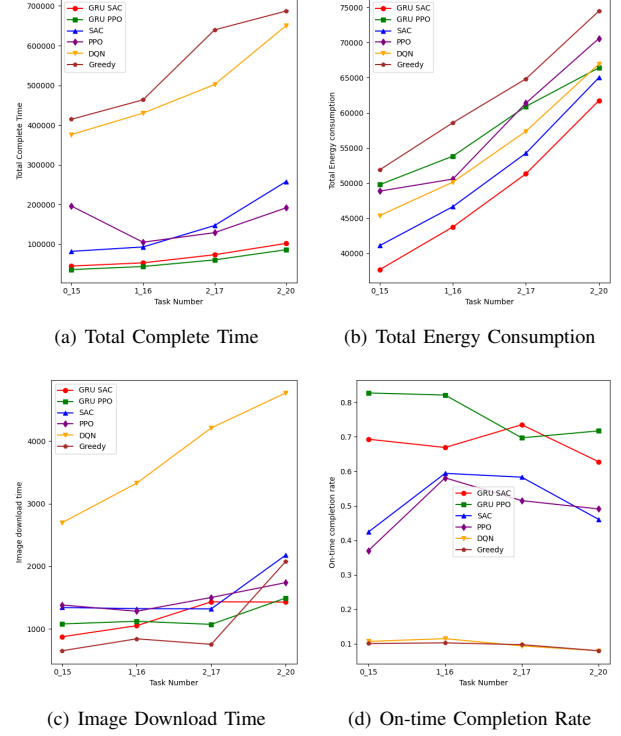 700000
600000
500000
400000
300000
200000
100000
Total Complete Time
GRU SAC
GRU PPO
SAC
PPO
DQN
Greedy
0_15
1_16
2_17
2_20
Task Number
(a) Total Complete Time
75000
70000
65000
60000
55000
50000
45000
40000
Total Energy consumption
GRU SAC
GRU PPO
SAC
PPO
DQN
Greedy
0_15
1_16
2_17
2_20
Task Number
(b) Total Energy Consumption
4000
3000
2000
1000
Image download time
GRU SAC
GRU PPO
SAC
PPO
DQN
Greedy
0_15
1_16
2_17
2_20
Task Number
(c) Image Download Time
0.8
0.7
0.6
0.5
0.4
0.3
0.2
0.1
On-time completion rate
GRU SAC
GRU PPO
SAC
PPO
DQN
Greedy
0_15
1_16
2_17
2_20
Task Number
(d) On-time Completion Rate